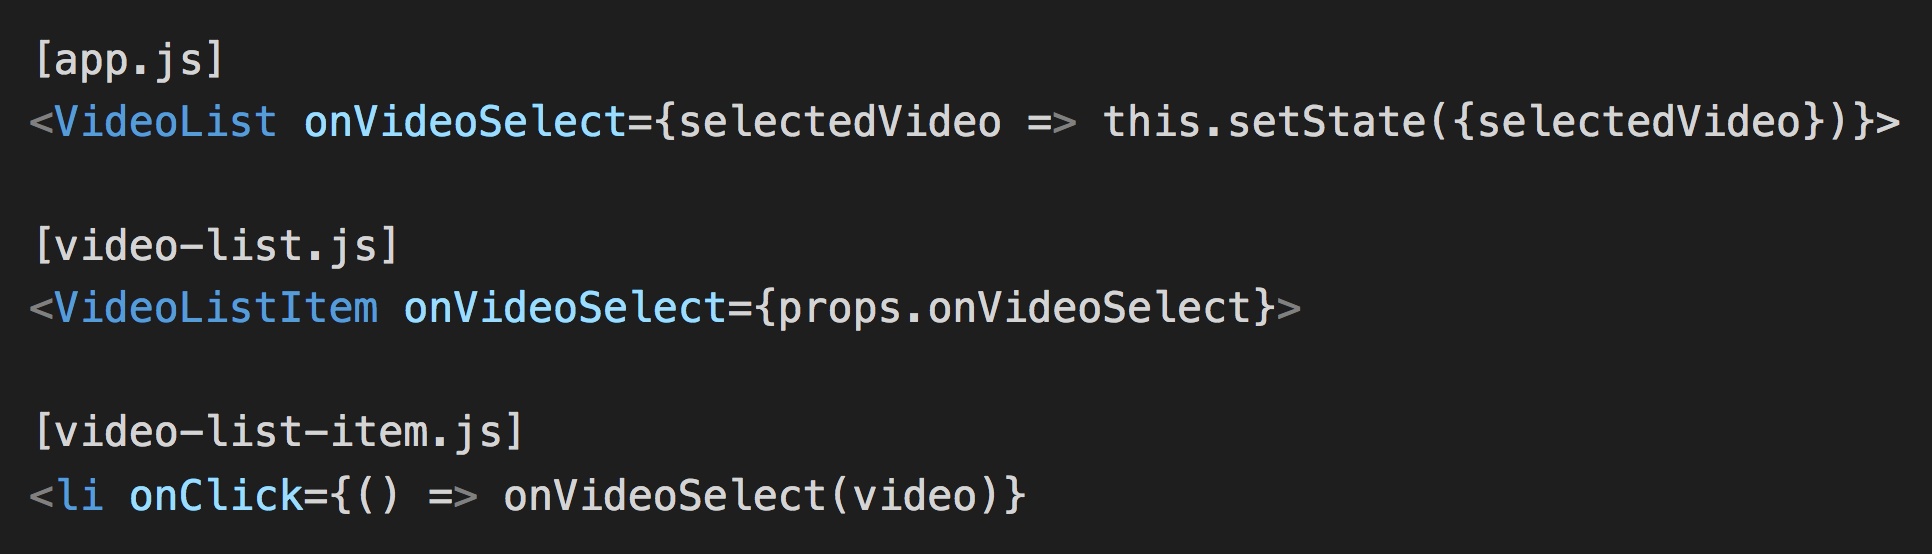 [app.js]
<VideoList onVideoSelect={selectedVideo => this.setState({selectedVideo})}>
[video-list.js]
<VideoListItem onVideoSelect={props.onVideoSelect}>
[video-list-item.js]
<li onClick={() => onVideoSelect(video)}